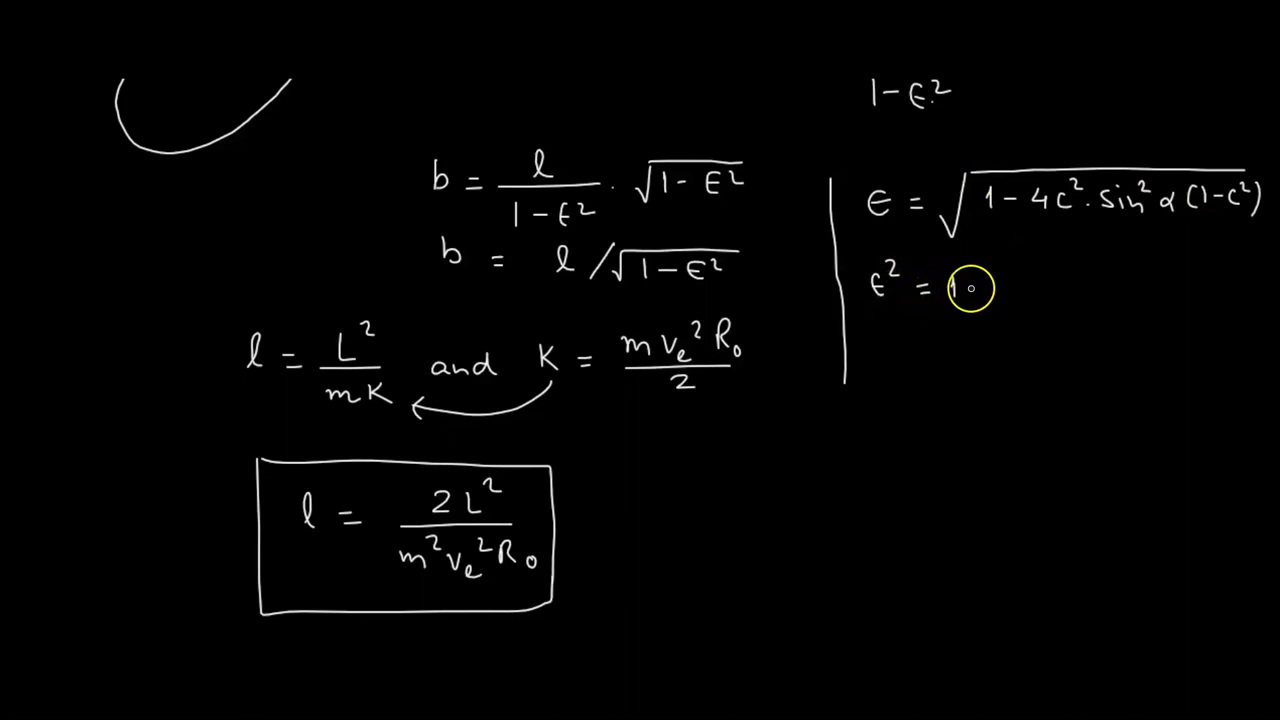 1-ϵ²
b = l / (1-ϵ²) · √(1-ϵ²)
b = l/√(1-ϵ²)
l = L² / mK and K = m vₑ² R₀ / 2
l = 2L² / m² vₑ² R₀
ϵ = √(1-4c²·sin²α(1-c²))
ϵ² = 1